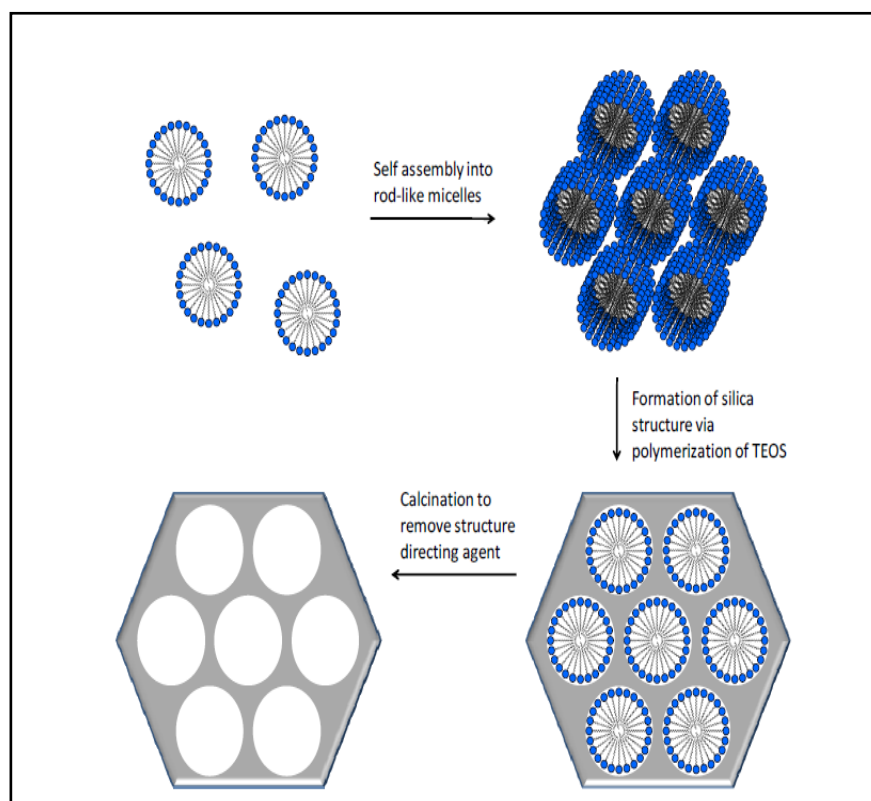 Self assembly into
rod-like micelles
Formation of silica
structure via
polymerization of TEOS
Calcination to
remove structure
directing agent